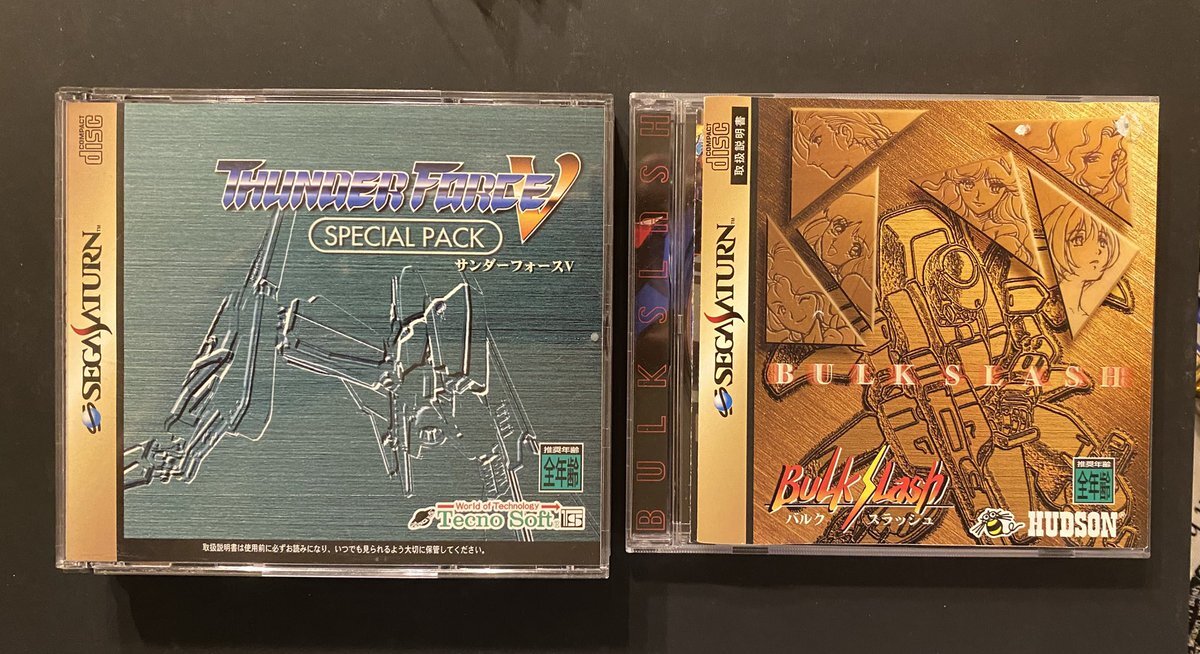 COMPACT
disc
SEGA SATURN™
THUNDER FORCE V
SPECIAL PACK
サンダーフォースV
推奨年齢
全年齢
World of Technology
Tecno Soft
取扱説明書は使用前に必ずお読みになり、いつでも見られるよう大切に保管してください。
BULK SLASH
COMPACT
disc
取扱説明書
SEGA SATURN™
BULK SLASH
Bulk Slash
バルク スラッシュ
推奨年齢
全年齢
HUDSON